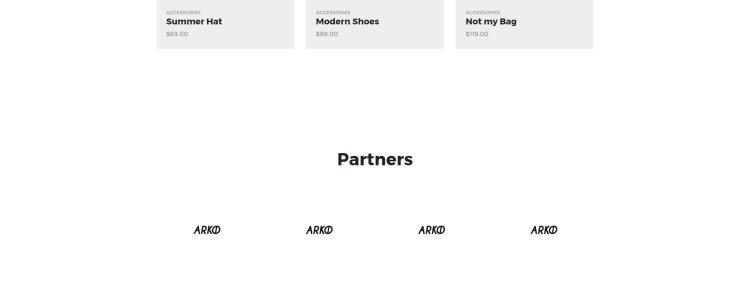 ACCESSORIES
Summer Hat
$69.00
ACCESSORIES
Modern Shoes
$89.00
ACCESSORIES
Not my Bag
$119.00
Partners
ARKO ARKO ARKO ARKO